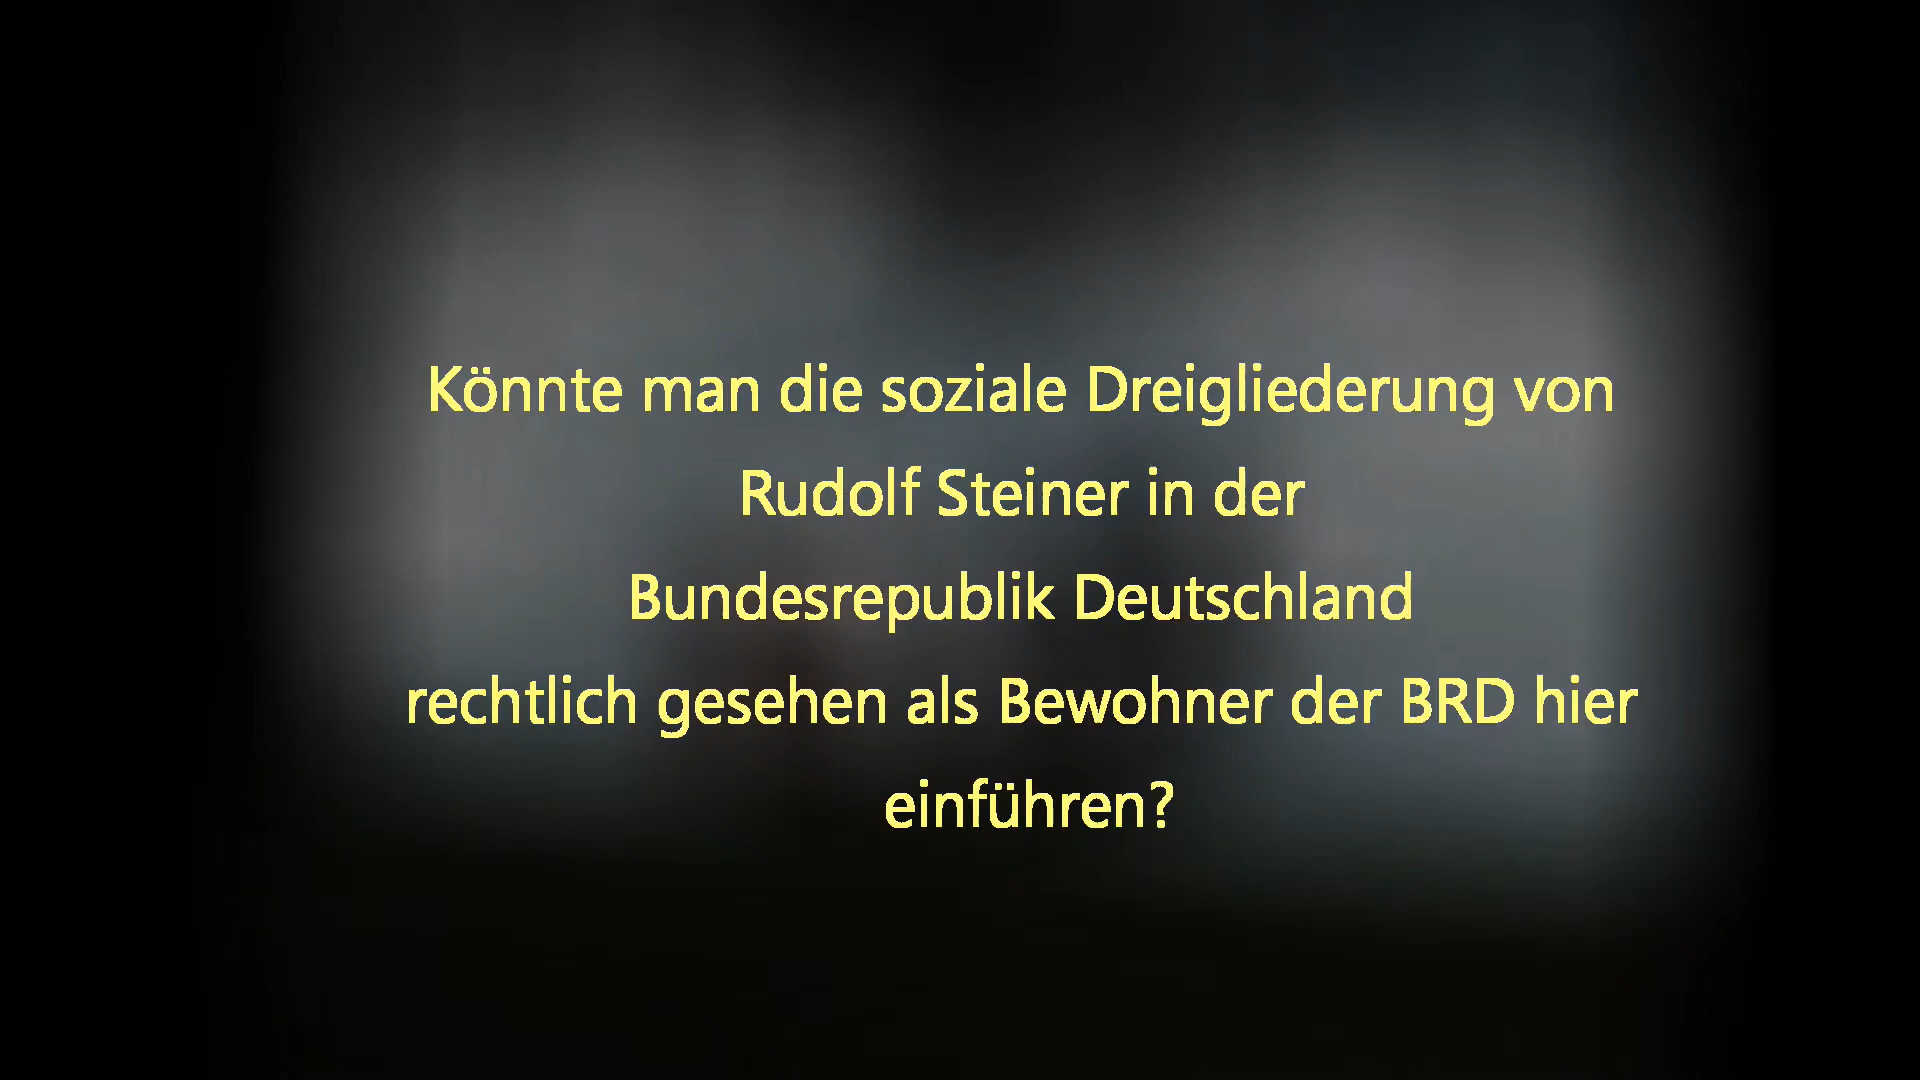 Könnte man die soziale Dreigliederung von
Rudolf Steiner in der
Bundesrepublik Deutschland
rechtlich gesehen als Bewohner der BRD hier
einführen?